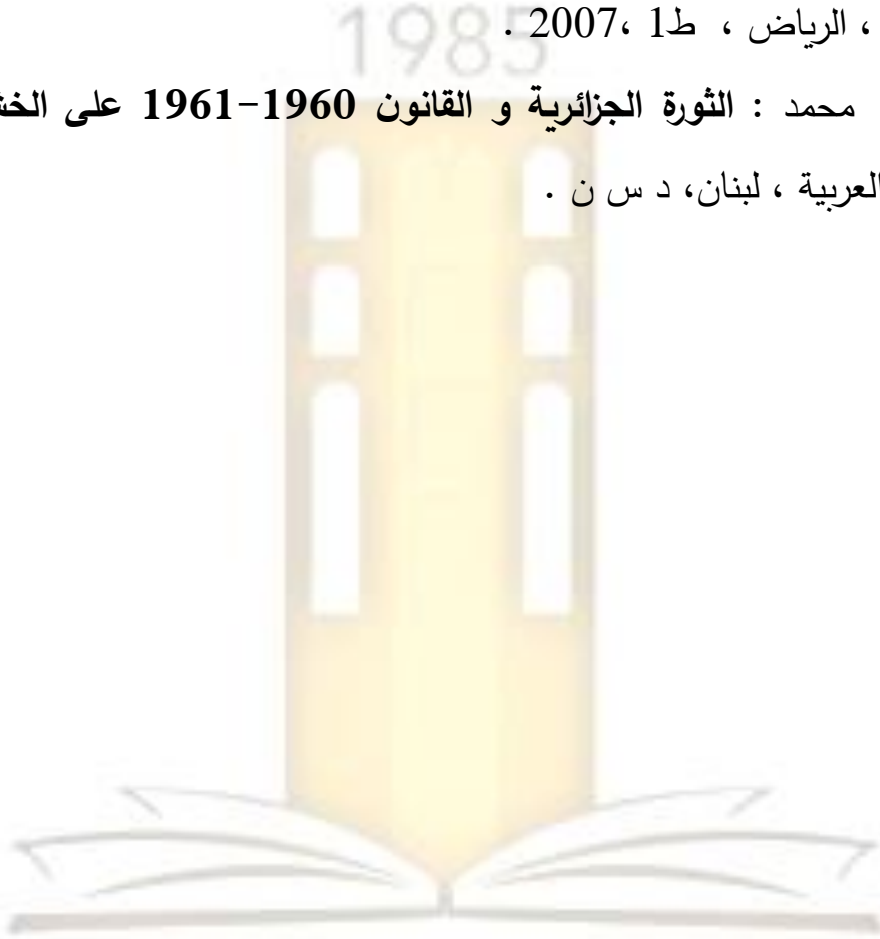 ، الرياض ، ط1 ،2007 .
1985
محمد : الثورة الجزائرية و القانون 1960-1961 على
العربية ، لبنان، د س ن .